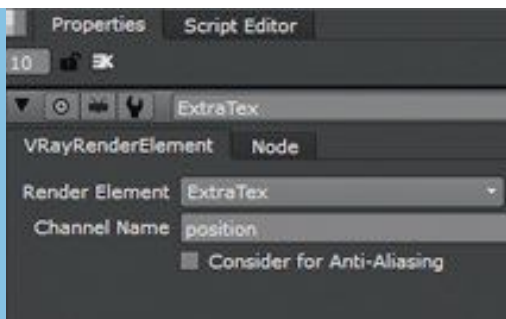 Properties Script Editor
10
ExtraTex
VRayRenderElement Node
Render Element ExtraTex
Channel Name position
Consider for Anti-Aliasing